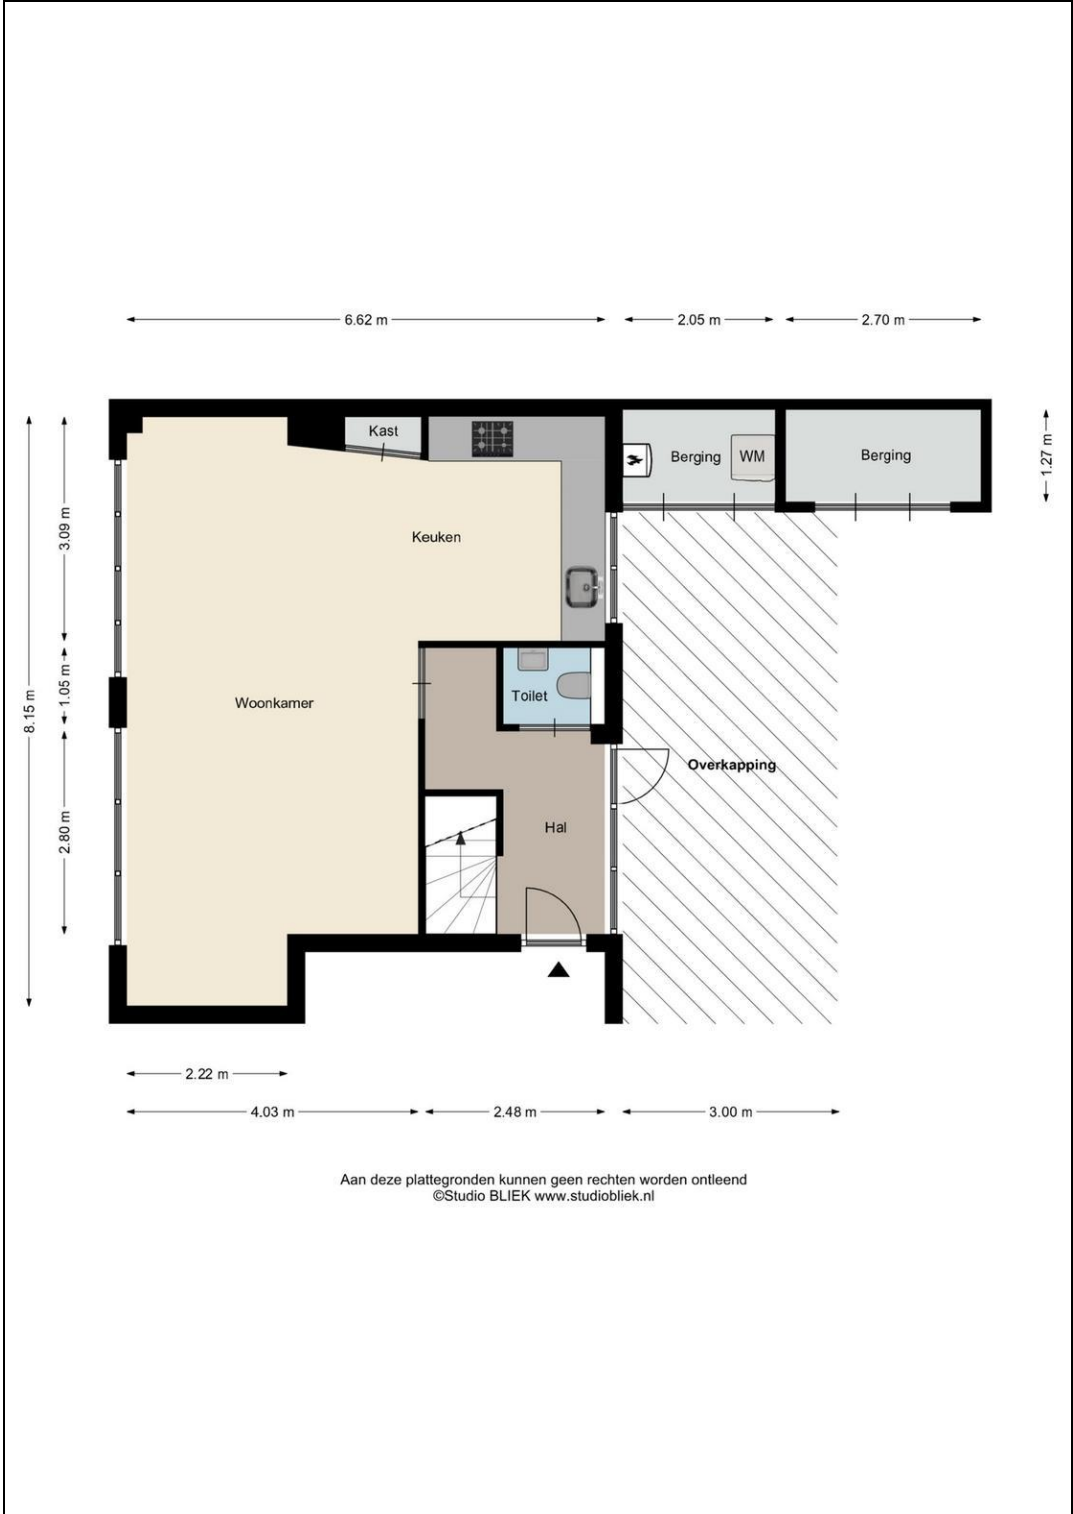 6.62 m
2.05 m
2.70 m
Kast
Berging
WM
Berging
1.27 m
Keuken
3.09 m
8.15 m
1.05 m
Woonkamer
Toilet
Overkapping
2.80 m
Hal
2.22 m
4.03 m
2.48 m
3.00 m
Aan deze plattegronden kunnen geen rechten worden ontleend
©Studio BLIEK www.studiobliek.nl